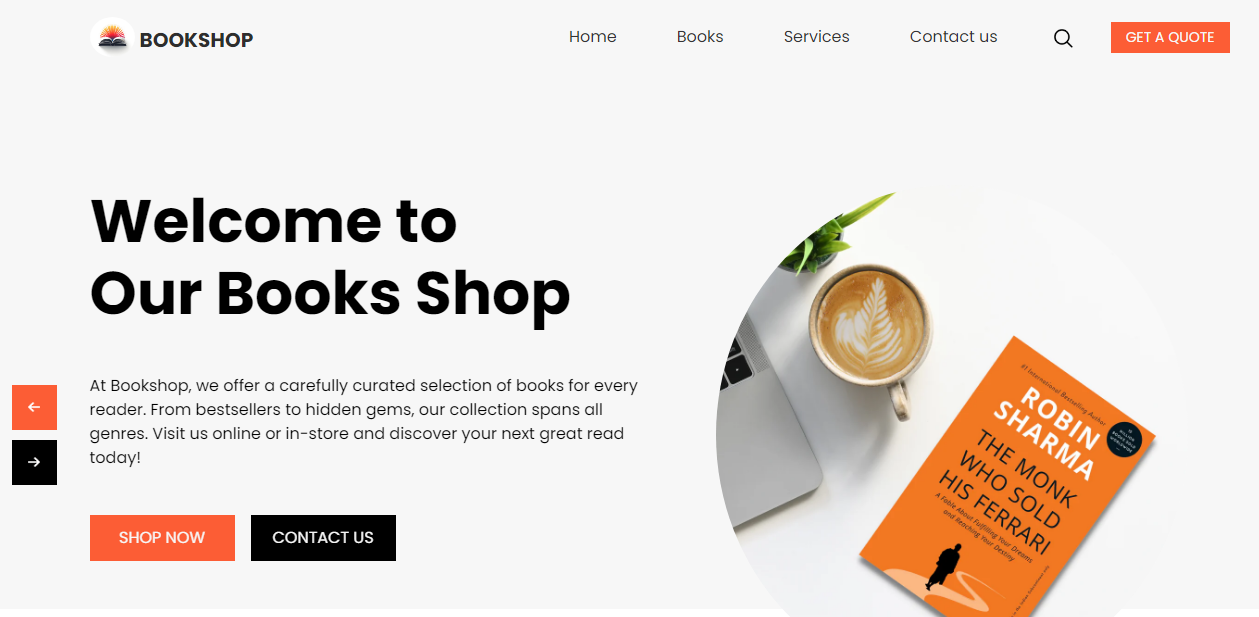 BOOKSHOP
Home
Books
Services
Contact us
GET A QUOTE
Welcome to
Our Books Shop
At Bookshop, we offer a carefully curated selection of books for every
reader. From bestsellers to hidden gems, our collection spans all
genres. Visit us online or in-store and discover your next great read
today!
SHOP NOW
CONTACT US
#1 International Bestselling Author
ROBIN
SHARMA
THE MONK
WHO SOLD
HIS FERRARI
A Fable About Fulfilling Your Dreams
and Reaching Your Destiny